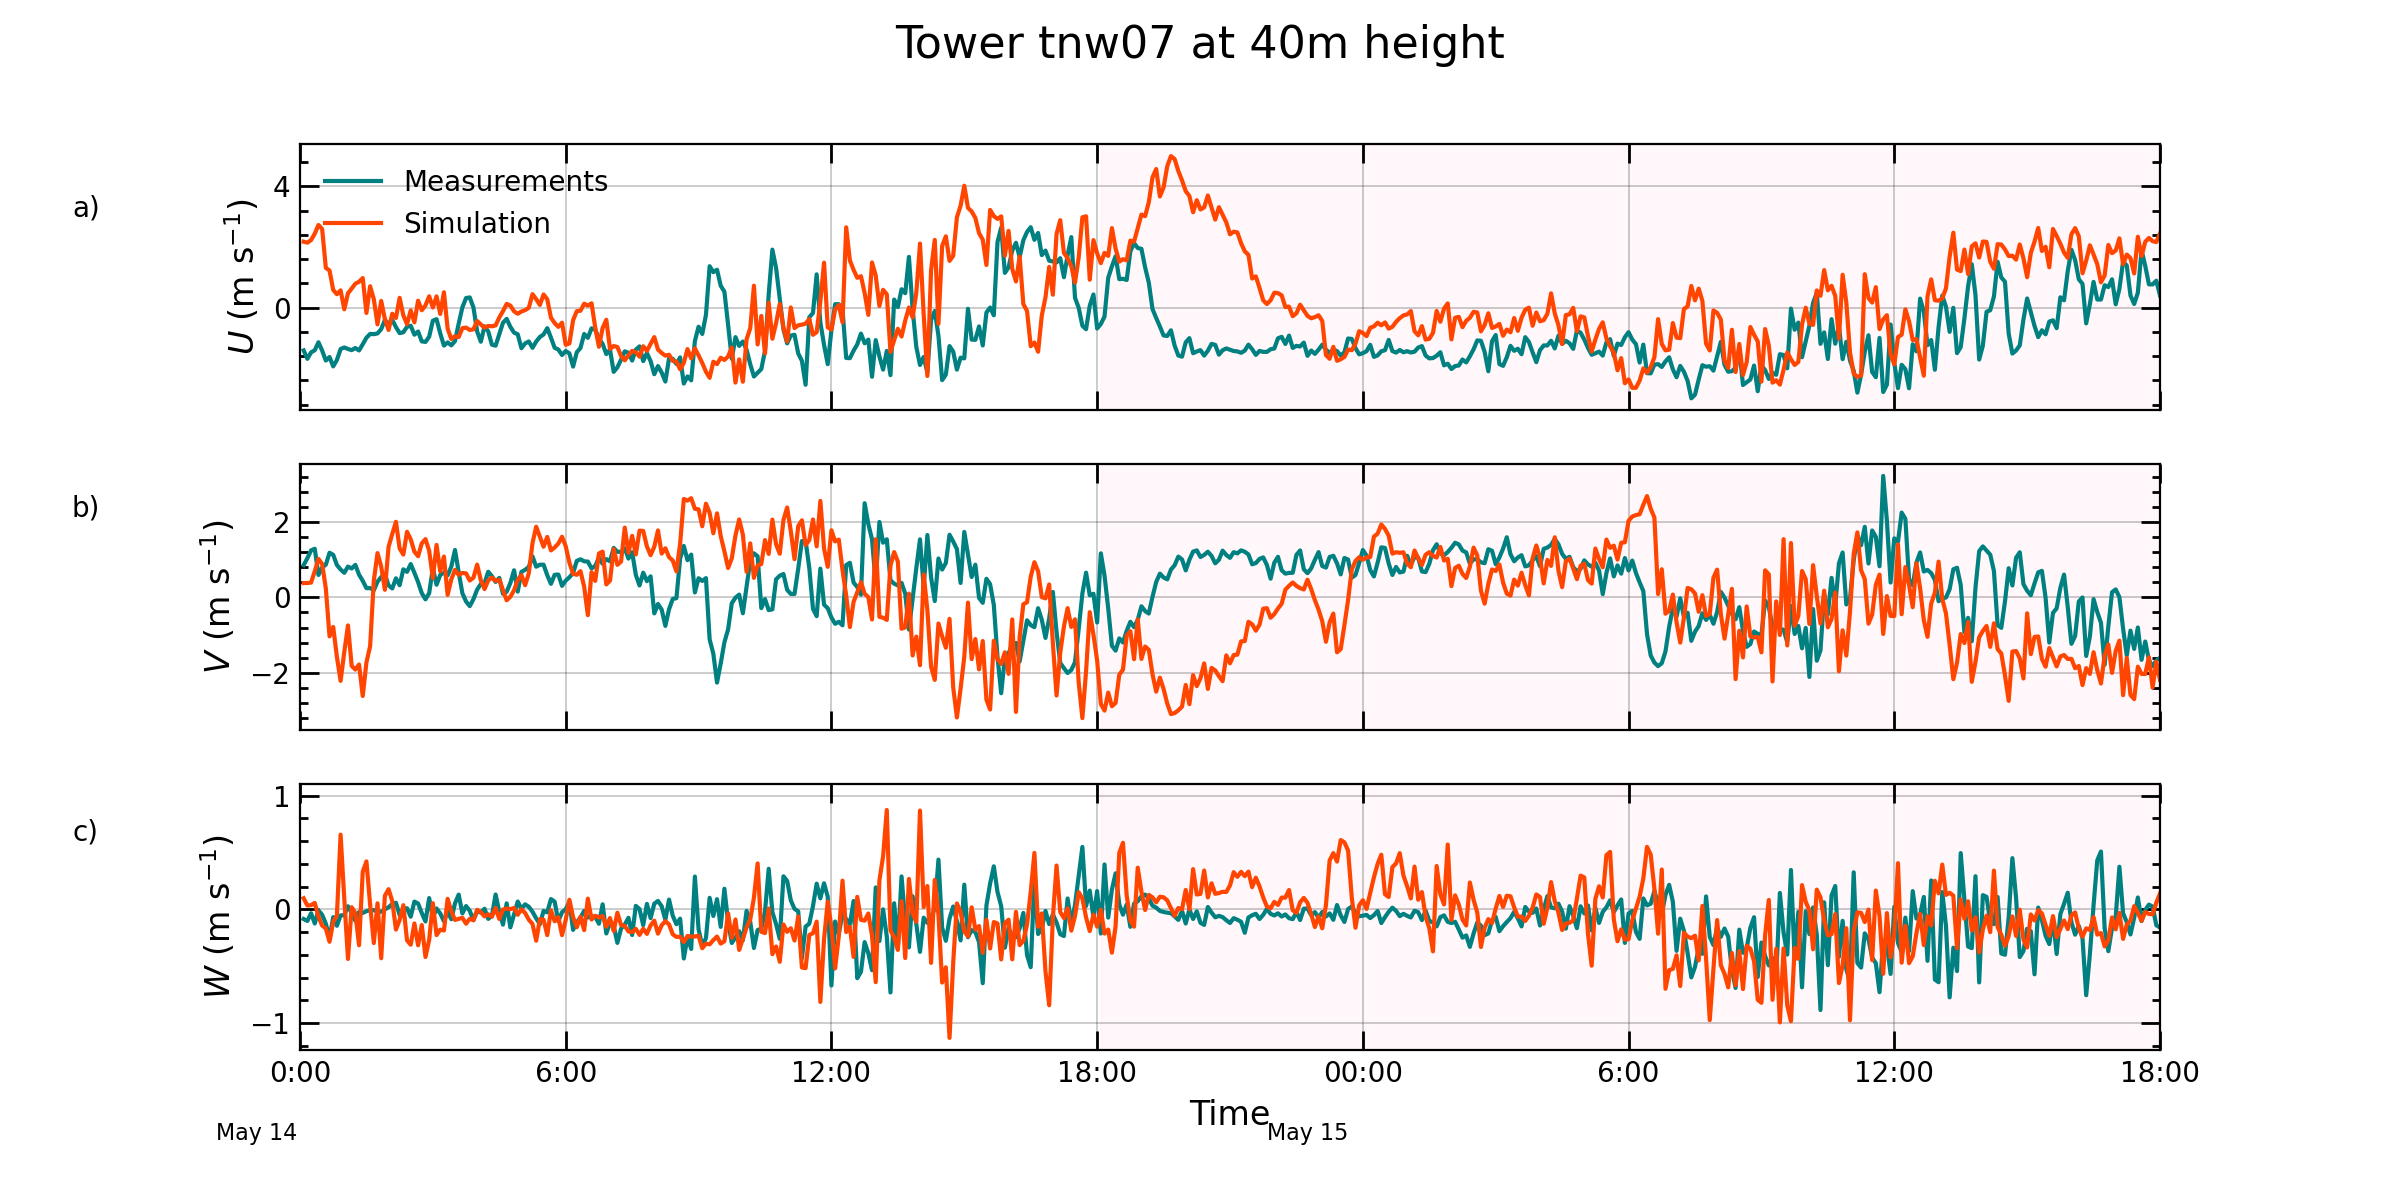 Tower tnw07 at 40m height
a)
U (m s⁻¹)
4
0
Measurements
Simulation
b)
V (m s⁻¹)
2
0
−2
c)
W (m s⁻¹)
1
0
−1
0:00 6:00 12:00 18:00 00:00 6:00 12:00 18:00
Time
May 14 May 15